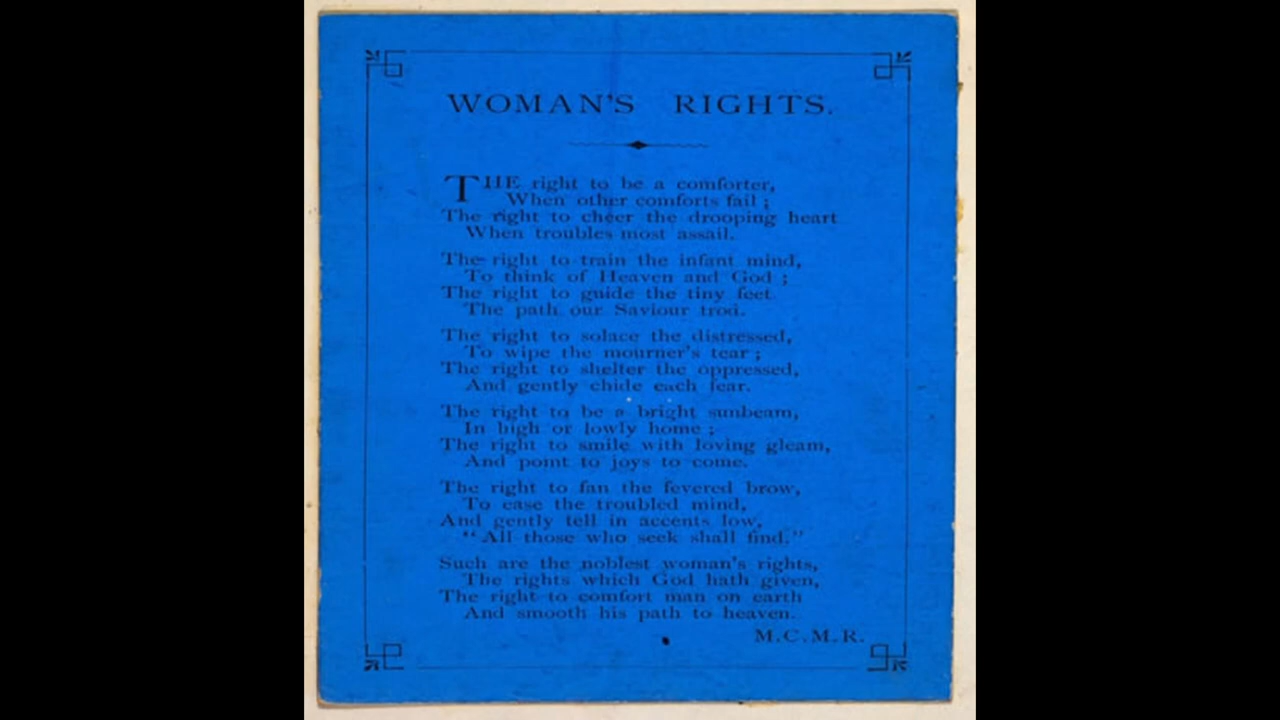 WOMAN'S RIGHTS.
THE right to be a comforter,
When other comforts fail ;
The right to cheer the drooping heart
When troubles most assail.
The right to train the infant mind,
To think of Heaven and God ;
The right to guide the tiny feet
The path our Saviour trod.
The right to solace the distressed,
To wipe the mourner's tear ;
The right to shelter the oppressed,
And gently chide each fear.
The right to be a bright sunbeam,
In high or lowly home ;
The right to smile with loving gleam,
And point to joys to come.
The right to fan the fevered brow,
To ease the troubled mind,
And gently tell in accents low,
"All those who seek shall find."
Such are the noblest woman's rights,
The rights which God hath given,
The right to comfort man on earth
And smooth his path to heaven.
M.C.M.R.